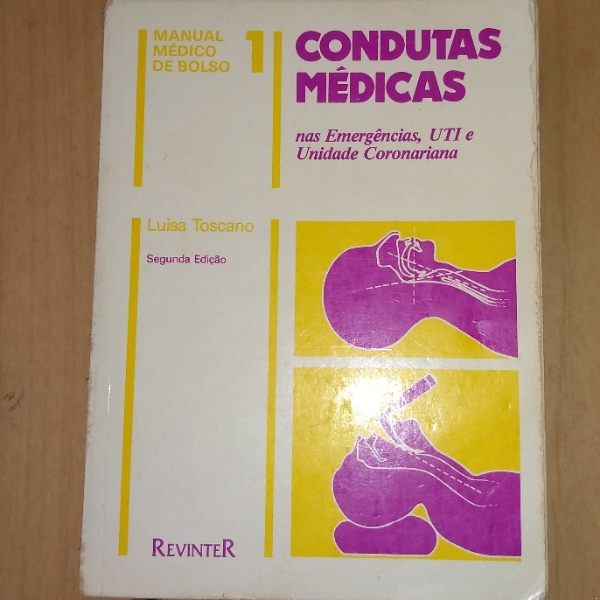 MANUAL
MÉDICO
DE BOLSO
1
CONDUTAS
MÉDICAS
nas Emergências, UTI e
Unidade Coronariana
Luisa Toscano
Segunda Edição
REVINTER